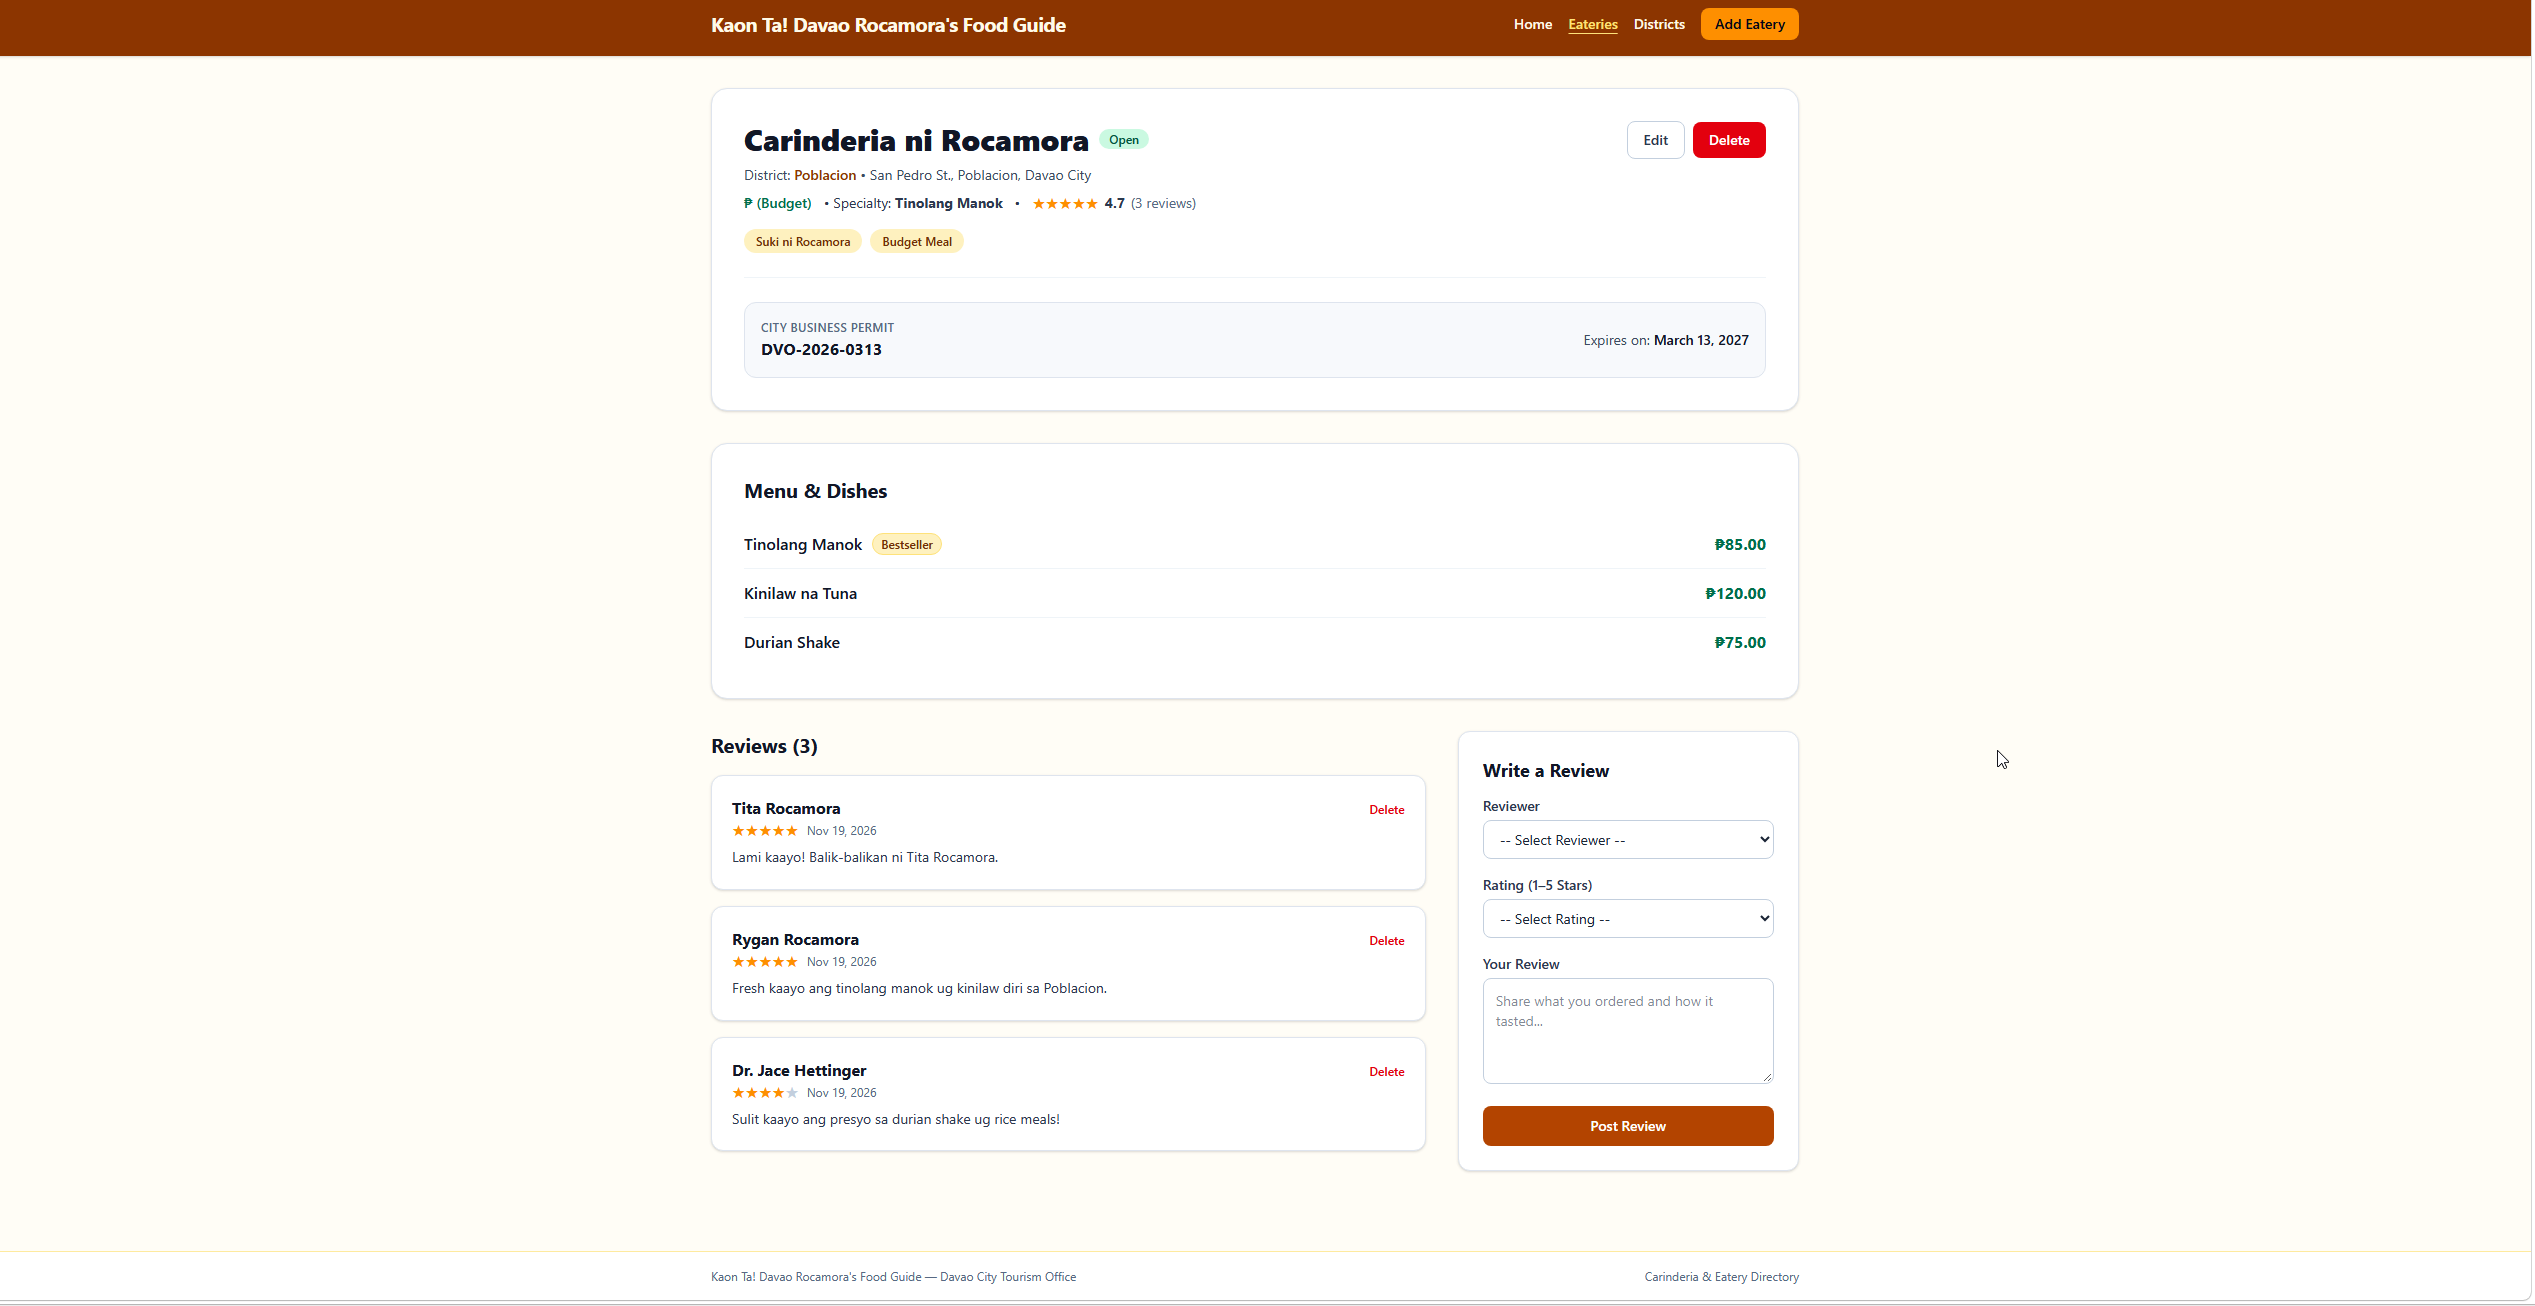 Kaon Ta! Davao Rocamora's Food Guide
Home Eateries Districts Add Eatery
Carinderia ni Rocamora Open
Edit Delete
District: Poblacion • San Pedro St., Poblacion, Davao City
₱ (Budget) • Specialty: Tinolang Manok • ★★★★★ 4.7 (3 reviews)
Suki ni Rocamora Budget Meal
CITY BUSINESS PERMIT
DVO-2026-0313
Expires on: March 13, 2027
Menu & Dishes
Tinolang Manok Bestseller ₱85.00
Kinilaw na Tuna ₱120.00
Durian Shake ₱75.00
Reviews (3)
Tita Rocamora Delete
★★★★★ Nov 19, 2026
Lami kaayo! Balik-balikan ni Tita Rocamora.
Rygan Rocamora Delete
★★★★★ Nov 19, 2026
Fresh kaayo ang tinolang manok ug kinilaw diri sa Poblacion.
Dr. Jace Hettinger Delete
★★★★★ Nov 19, 2026
Sulit kaayo ang presyo sa durian shake ug rice meals!
Write a Review
Reviewer
-- Select Reviewer --
Rating (1–5 Stars)
-- Select Rating --
Your Review
Share what you ordered and how it
tasted...
Post Review
Kaon Ta! Davao Rocamora's Food Guide — Davao City Tourism Office
Carinderia & Eatery Directory